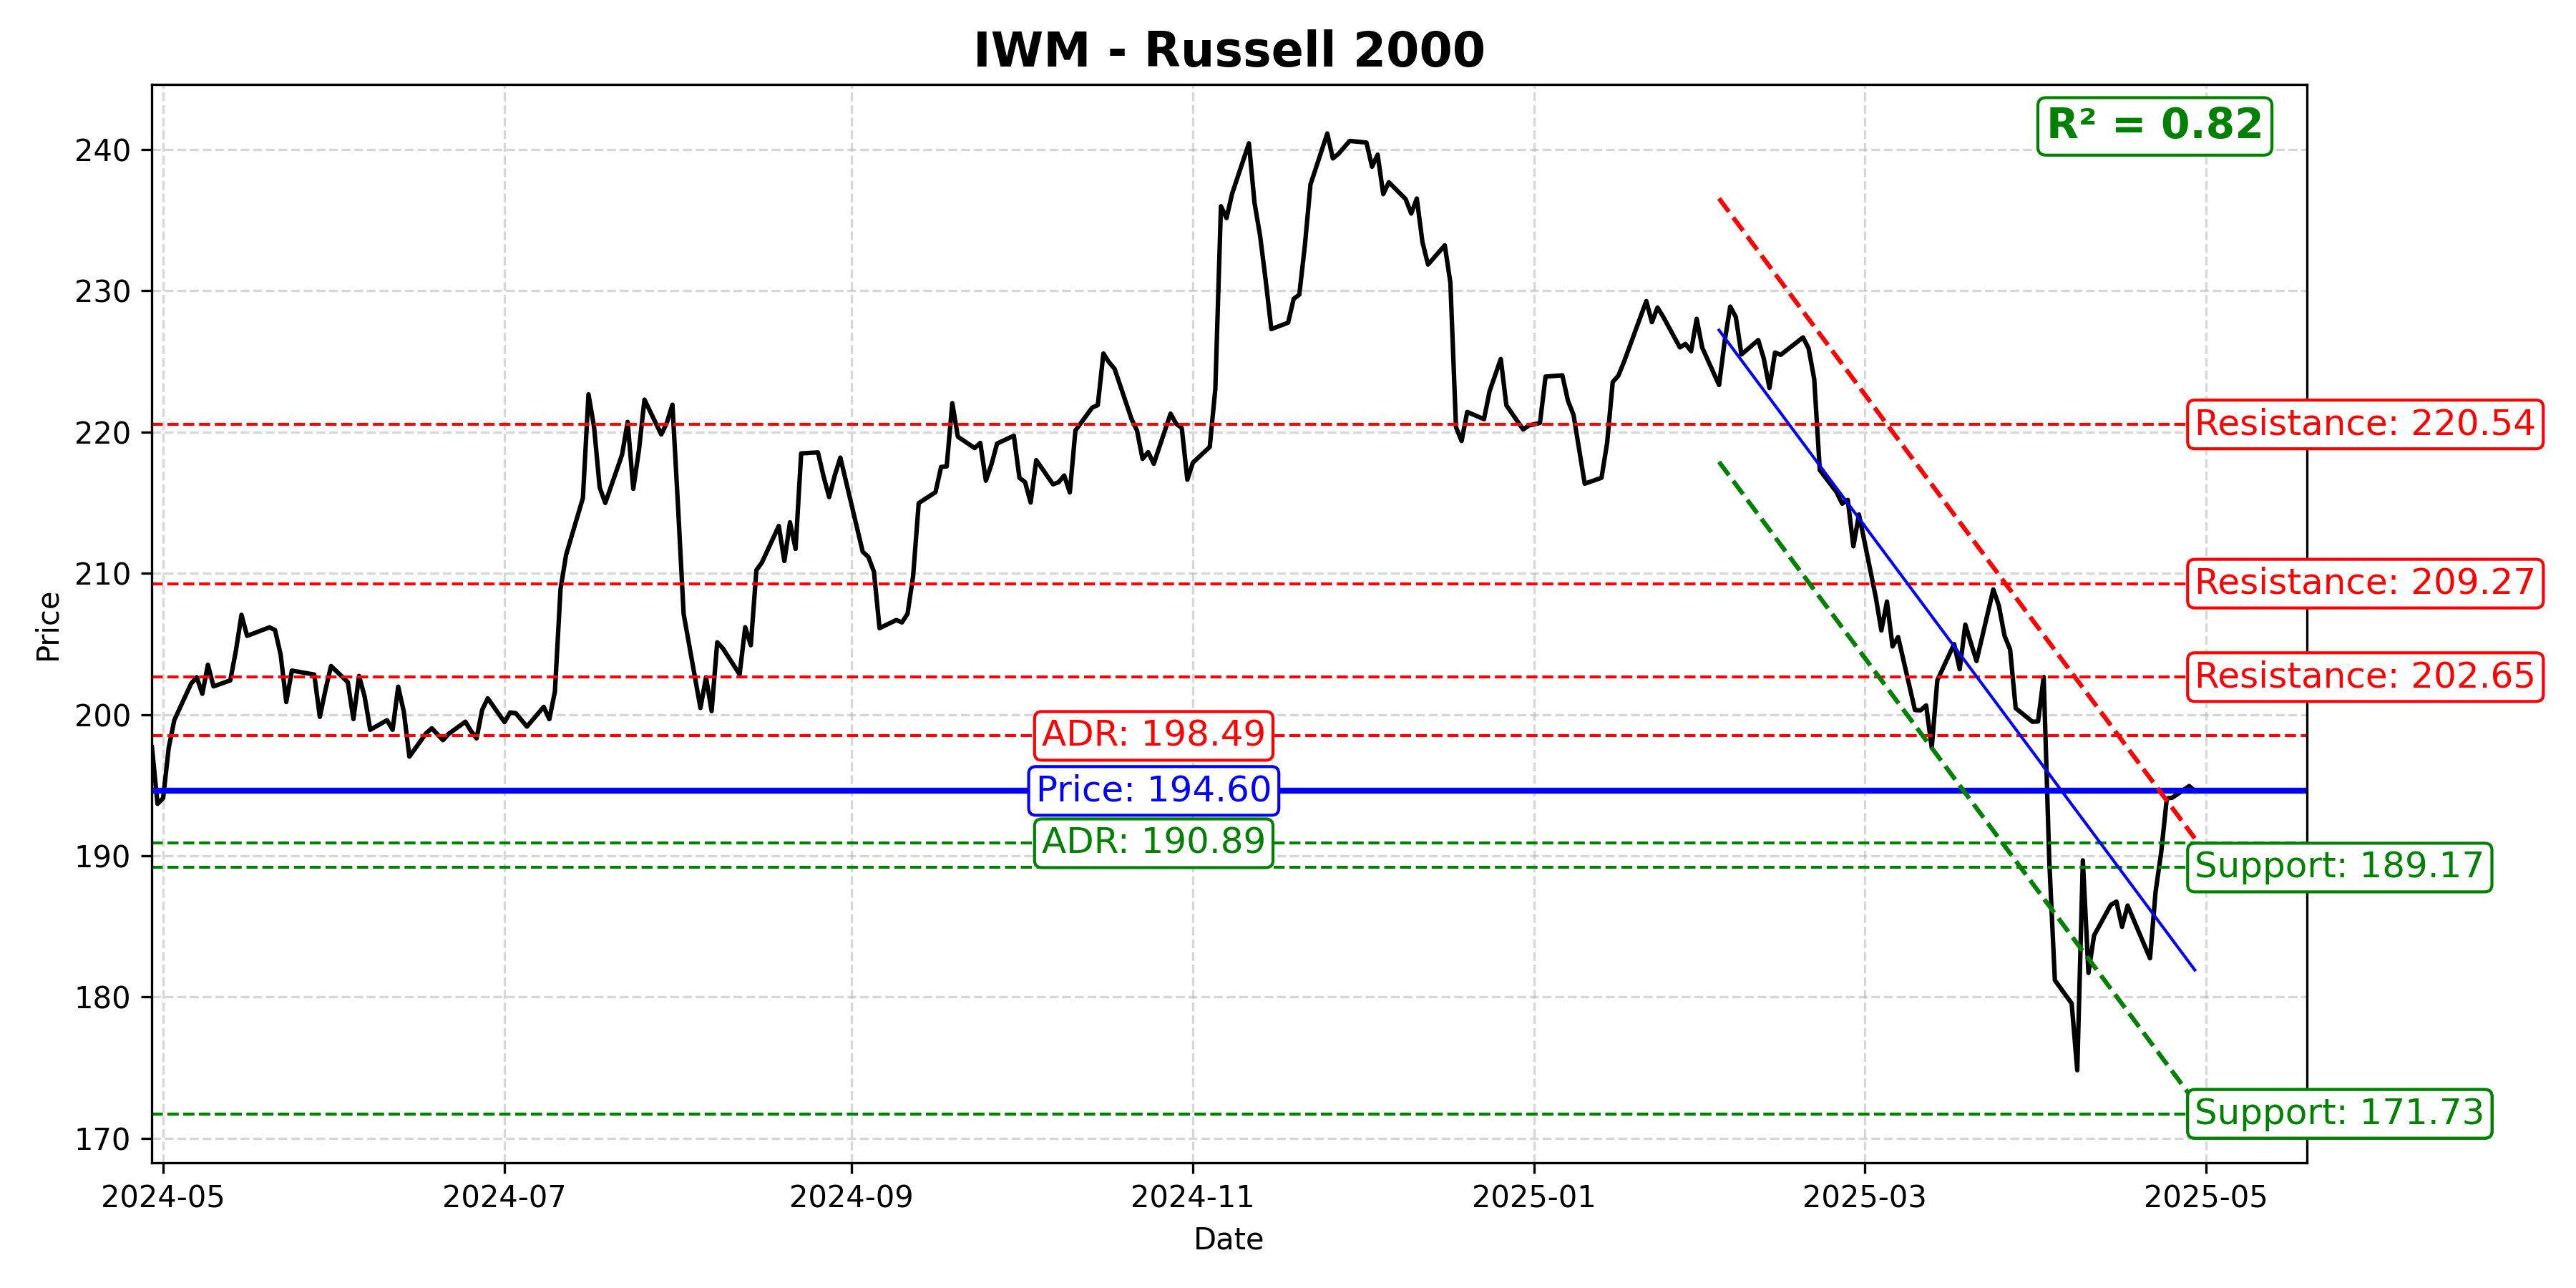 IWM - Russell 2000
R² = 0.82
240
230
220
210
200
190
180
170
Price
Resistance: 220.54
Resistance: 209.27
Resistance: 202.65
ADR: 198.49
Price: 194.60
ADR: 190.89
Support: 189.17
Support: 171.73
2024-05 2024-07 2024-09 2024-11 2025-01 2025-03 2025-05
Date